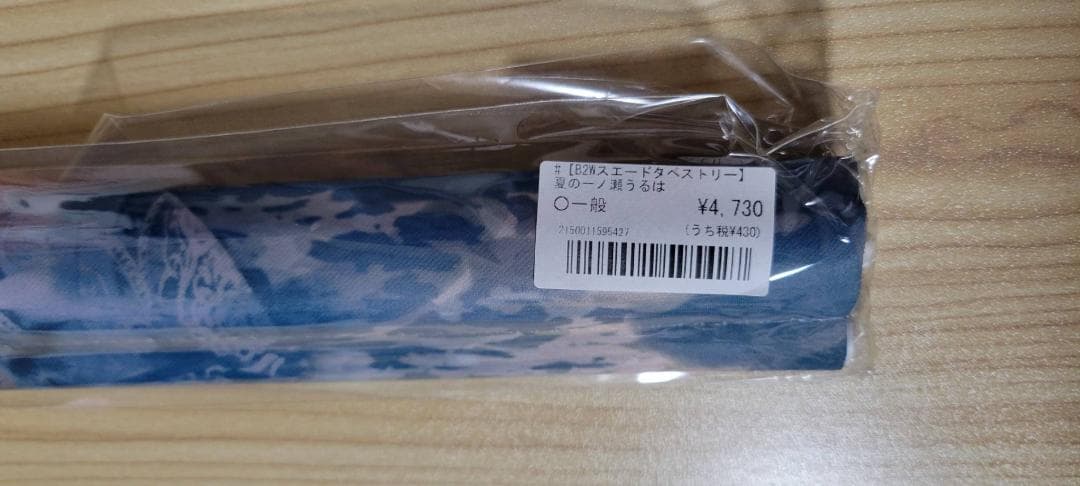 #【B2Wスエードタペストリー】
夏の一ノ瀬うるは
○一般 ¥4,730
2150011595427 (うち税¥430)